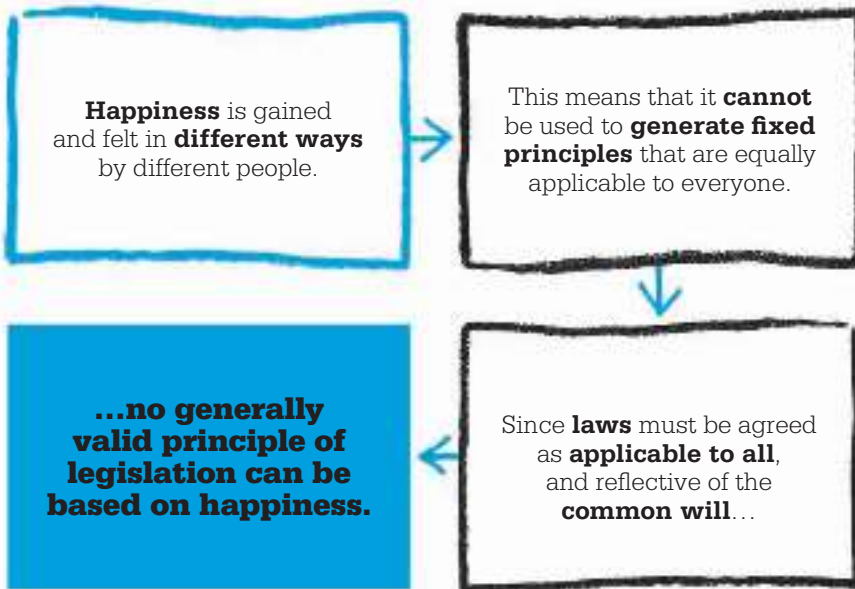 Happiness is gained
and felt in different ways
by different people.
This means that it cannot
be used to generate fixed
principles that are equally
applicable to everyone.
Since laws must be agreed
as applicable to all,
and reflective of the
common will…
…no generally
valid principle of
legislation can be
based on happiness.